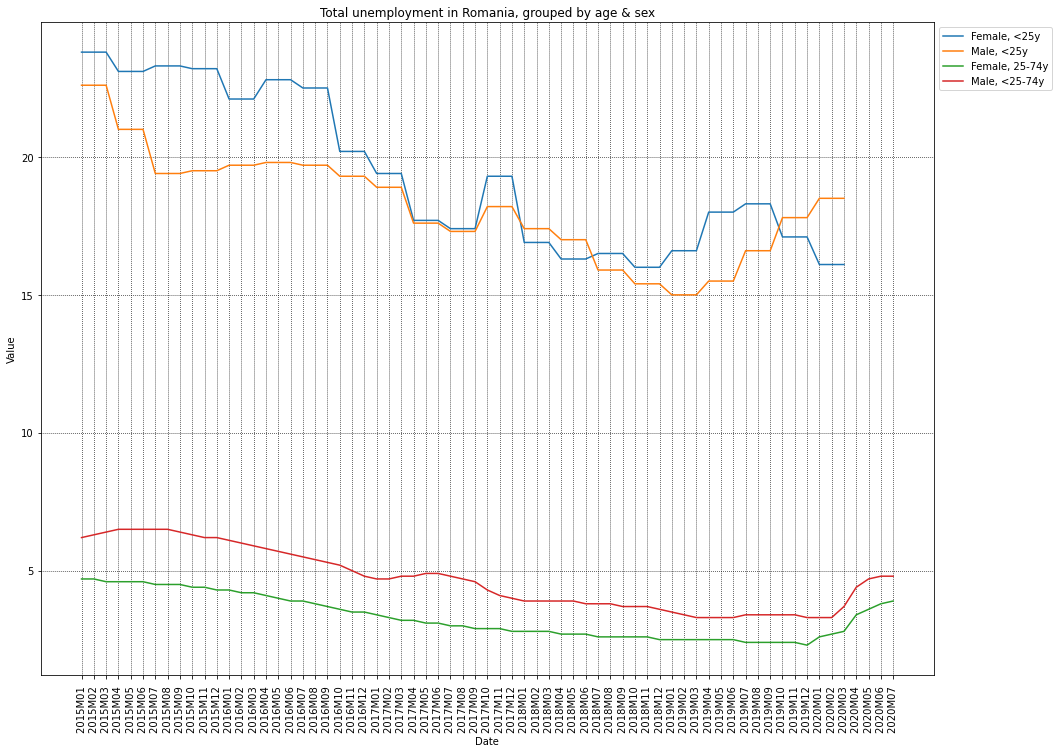 Total unemployment in Romania, grouped by age & sex
Female, <25y
Male, <25y
Female, 25-74y
Male, <25-74y
Value
20
15
10
5
2015M01
2015M02
2015M03
2015M04
2015M05
2015M06
2015M07
2015M08
2015M09
2015M10
2015M11
2015M12
2016M01
2016M02
2016M03
2016M04
2016M05
2016M06
2016M07
2016M08
2016M09
2016M10
2016M11
2016M12
2017M01
2017M02
2017M03
2017M04
2017M05
2017M06
2017M07
2017M08
2017M09
2017M10
2017M11
2017M12
2018M01
2018M02
2018M03
2018M04
2018M05
2018M06
2018M07
2018M08
2018M09
2018M10
2018M11
2018M12
2019M01
2019M02
2019M03
2019M04
2019M05
2019M06
2019M07
2019M08
2019M09
2019M10
2019M11
2019M12
2020M01
2020M02
2020M03
2020M04
2020M05
2020M06
2020M07
Date